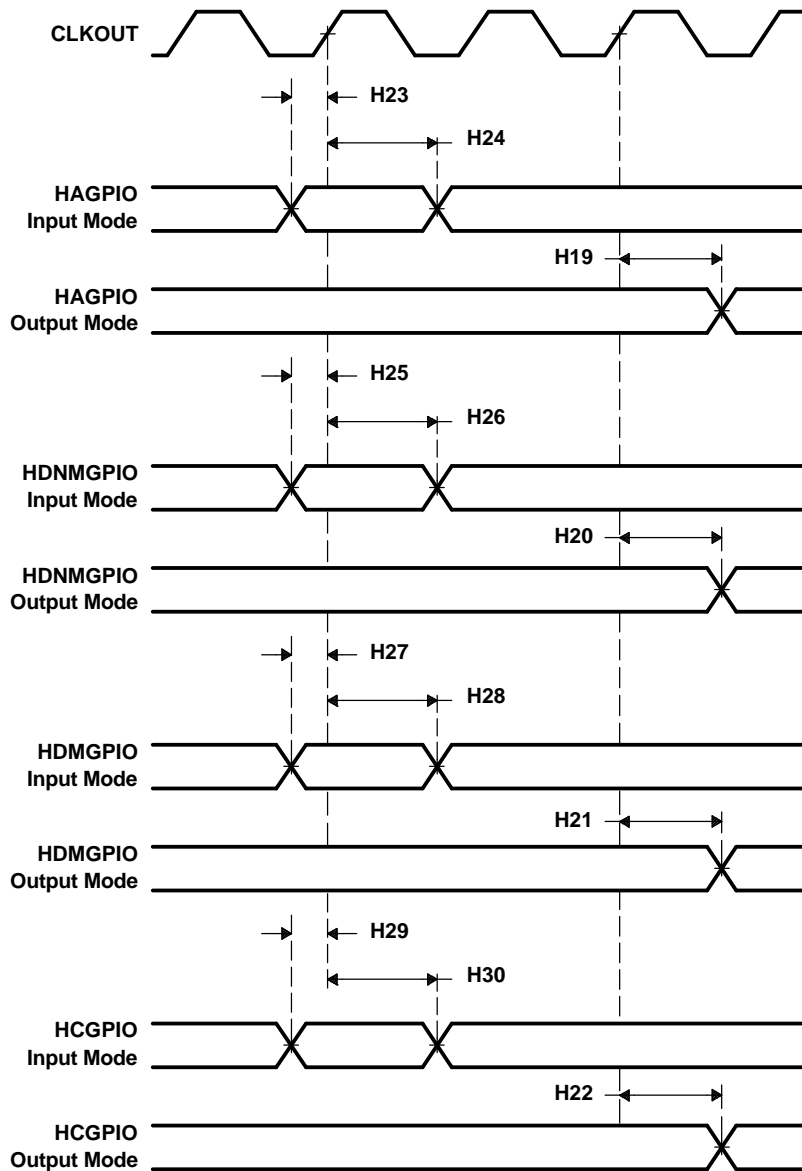 CLKOUT
H23
H24
HAGPIO
Input Mode
H19
HAGPIO
Output Mode
H25
H26
HDNMGPIO
Input Mode
H20
HDNMGPIO
Output Mode
H27
H28
HDMGPIO
Input Mode
H21
HDMGPIO
Output Mode
H29
H30
HCGPIO
Input Mode
H22
HCGPIO
Output Mode